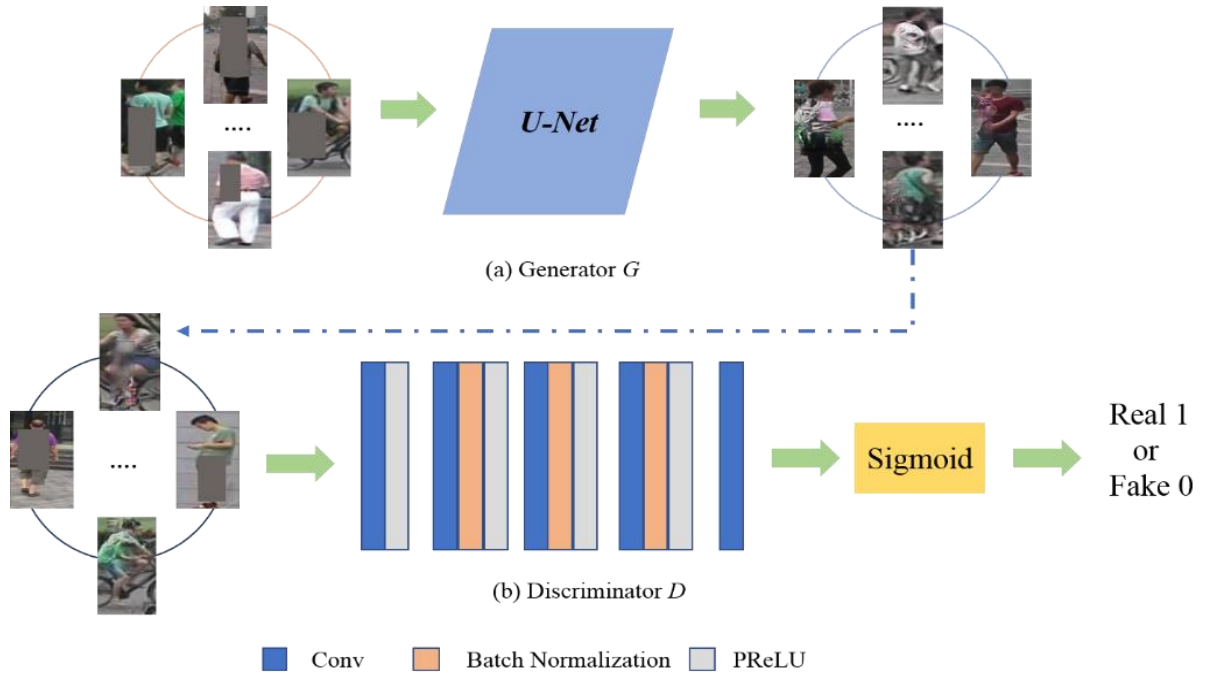 ....
U-Net
....
(a) Generator G
....
Sigmoid
Real 1
or
Fake 0
(b) Discriminator D
Conv
Batch Normalization
PReLU